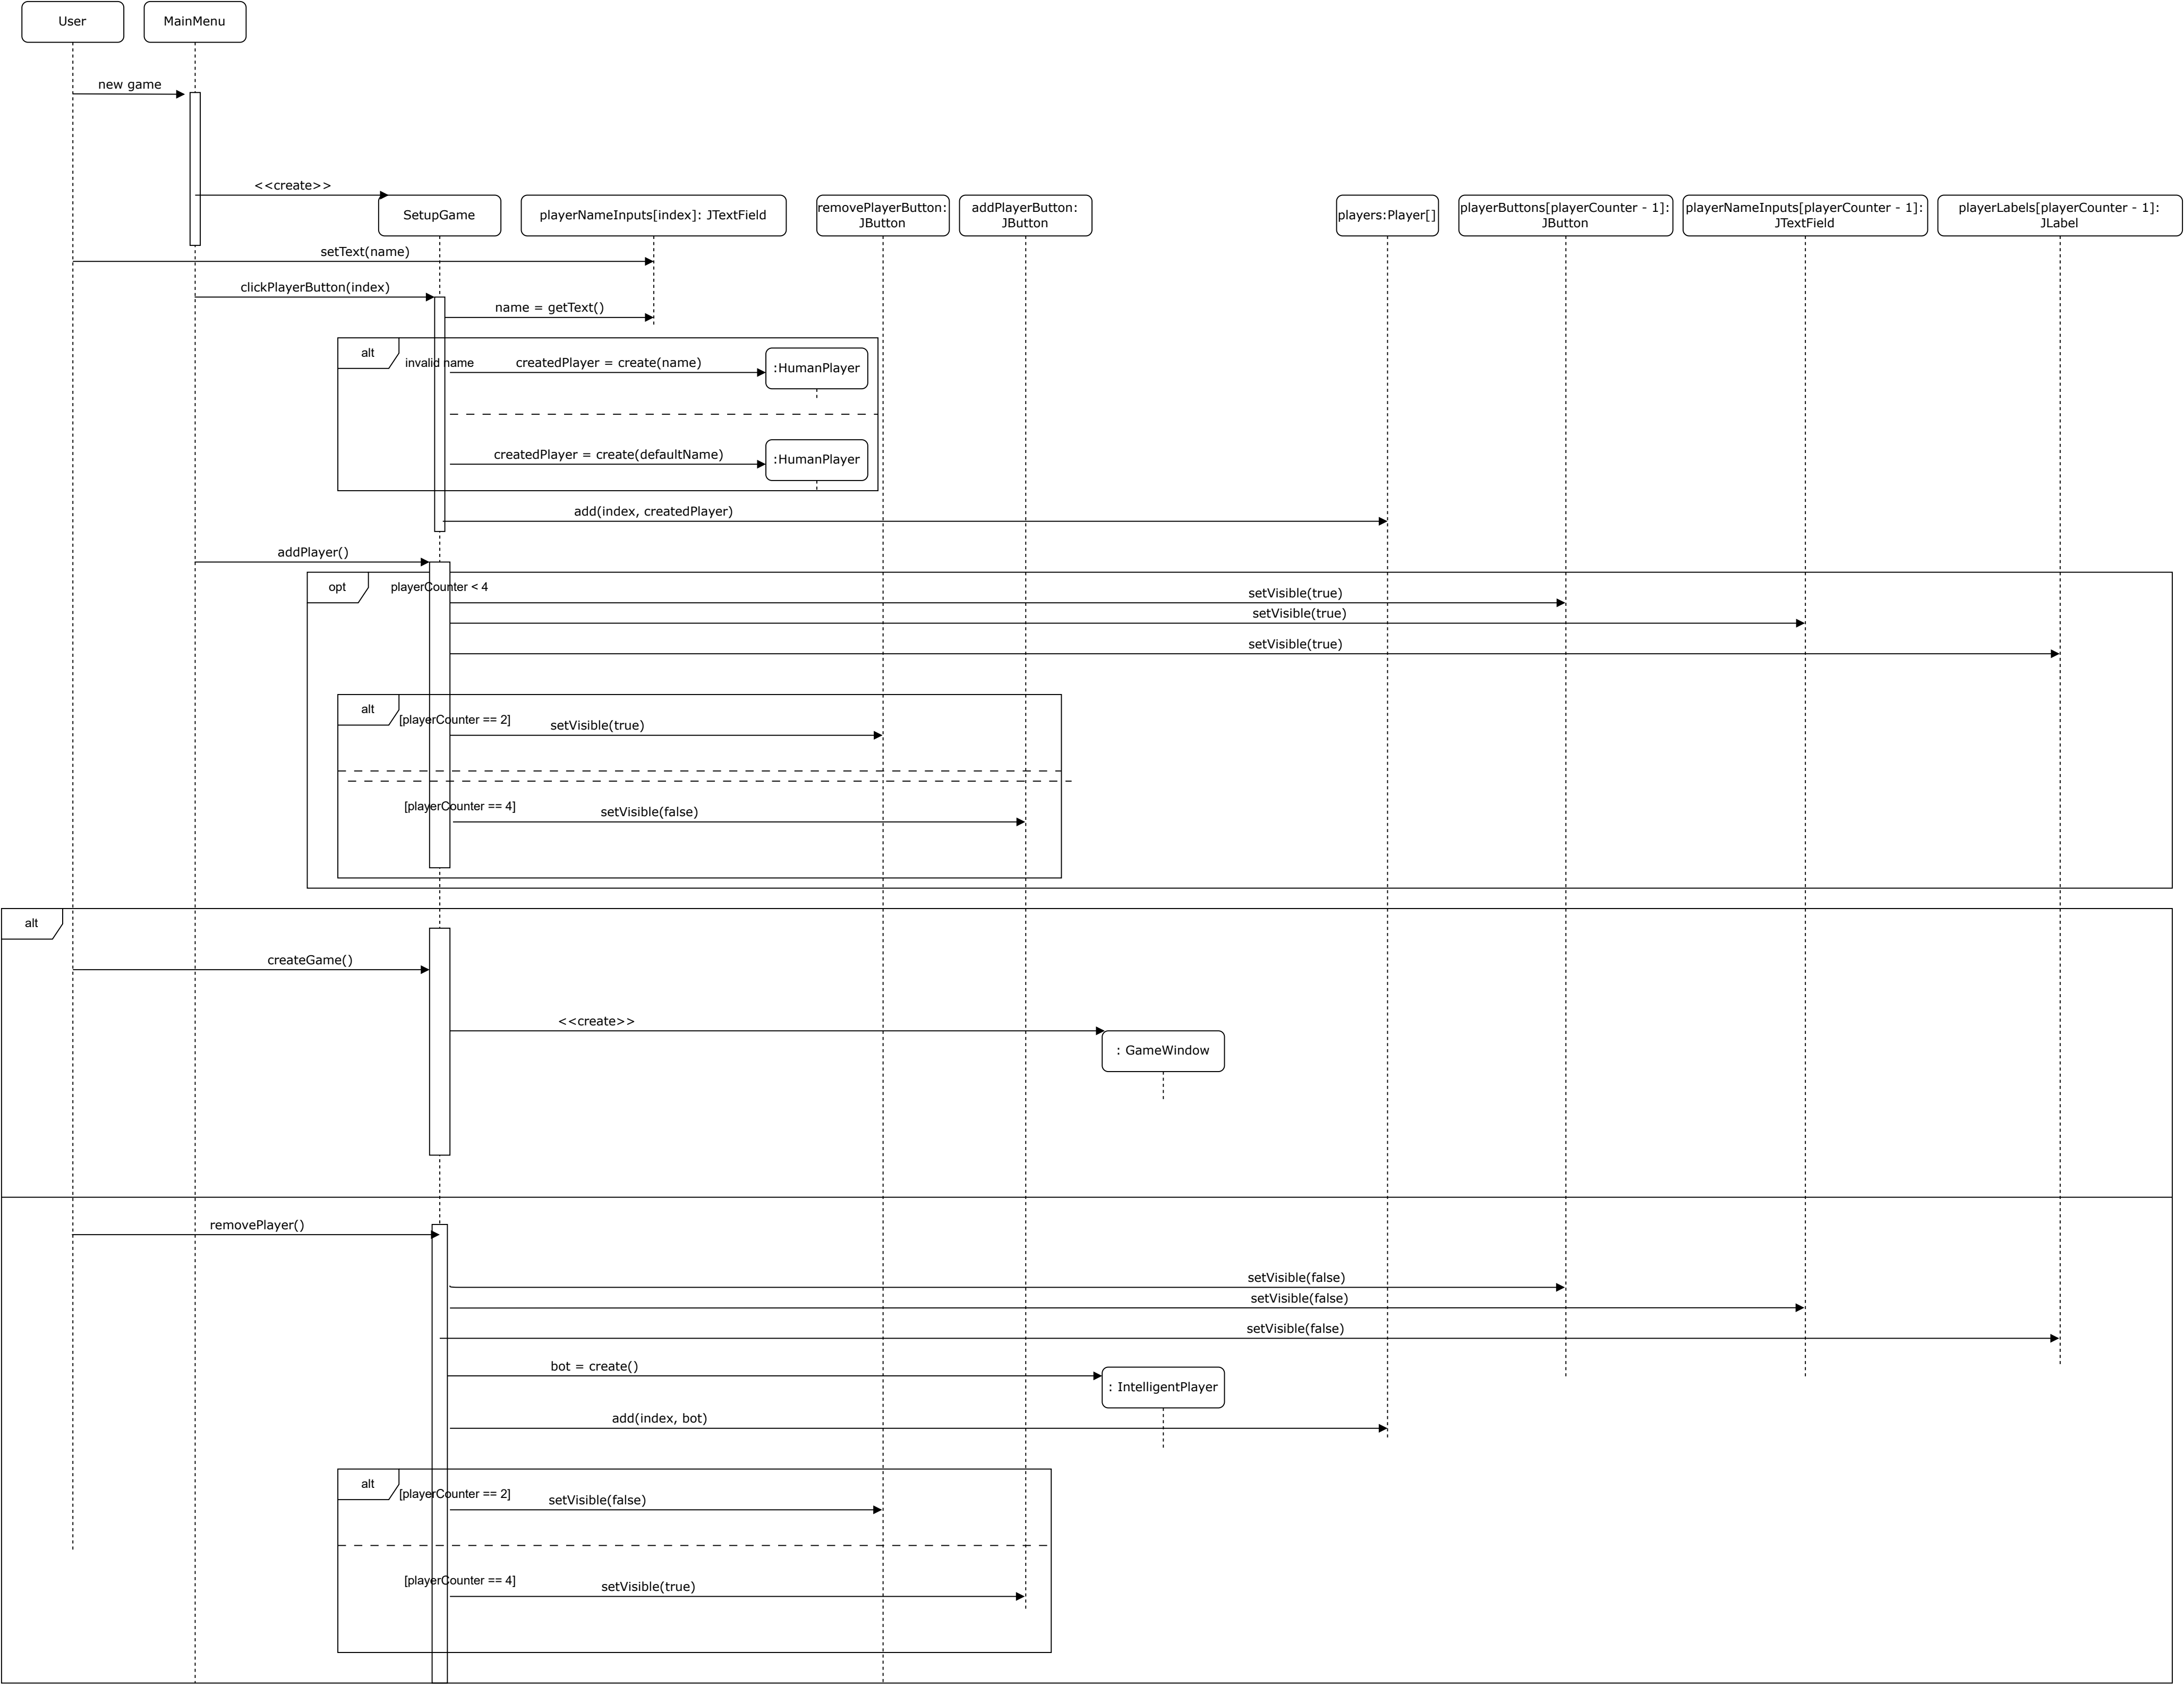 User
MainMenu
new game
<<create>>
SetupGame
playerNameInputs[index]: JTextField
removePlayerButton:
JButton
addPlayerButton:
JButton
players:Player[]
playerButtons[playerCounter - 1]:
JButton
playerNameInputs[playerCounter - 1]:
JTextField
playerLabels[playerCounter - 1]:
JLabel
setText(name)
clickPlayerButton(index)
name = getText()
alt
invalid name
createdPlayer = create(name)
:HumanPlayer
createdPlayer = create(defaultName)
:HumanPlayer
add(index, createdPlayer)
addPlayer()
opt
playerCounter < 4
setVisible(true)
setVisible(true)
setVisible(true)
alt
[playerCounter == 2]
setVisible(true)
[playerCounter == 4]
setVisible(false)
alt
createGame()
<<create>>
: GameWindow
removePlayer()
setVisible(false)
setVisible(false)
setVisible(false)
bot = create()
: IntelligentPlayer
add(index, bot)
alt
[playerCounter == 2]
setVisible(false)
[playerCounter == 4]
setVisible(true)